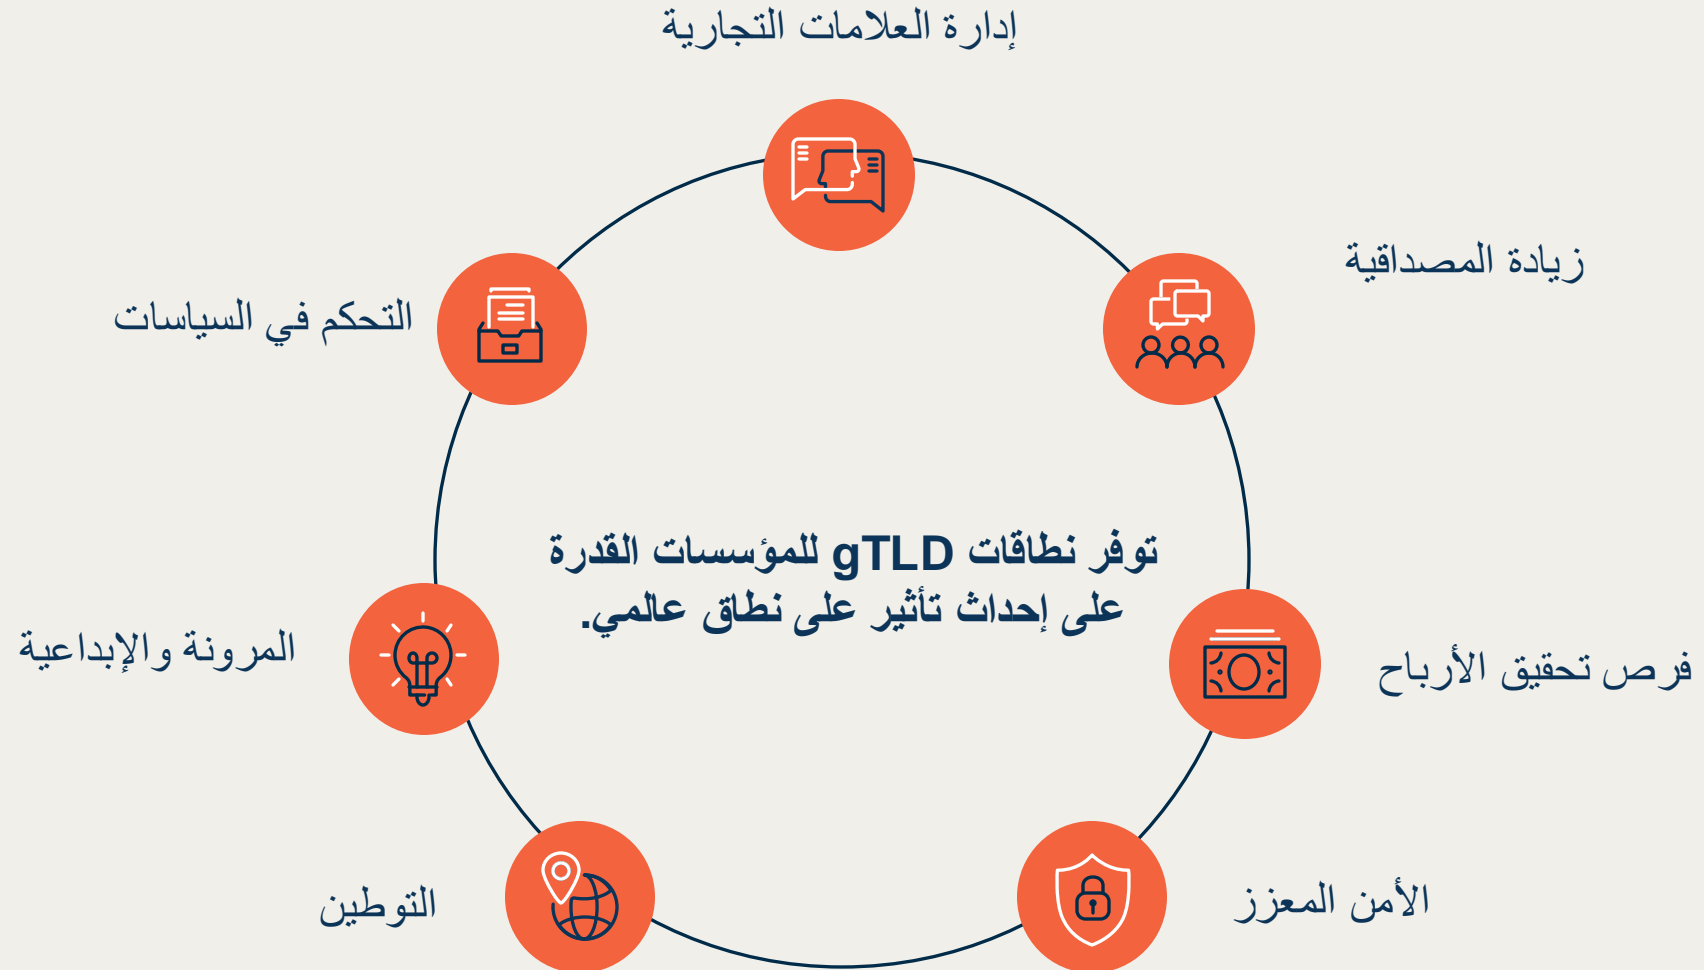 إدارة العلامات التجارية
زيادة المصداقية
التحكم في السياسات
توفر نطاقات gTLD للمؤسسات القدرة
على إحداث تأثير على نطاق عالمي.
فرص تحقيق الأرباح
المرونة والإبداعية
الأمن المعزز
التوطين